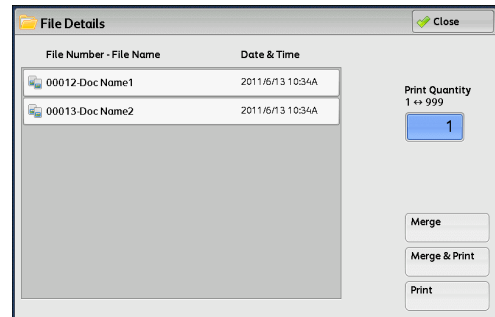 File Details
Close
File Number - File Name
Date & Time
00012-Doc Name1
2011/6/13 10:34A
00013-Doc Name2
2011/6/13 10:34A
Print Quantity
1 ↔ 999
1
Merge
Merge & Print
Print